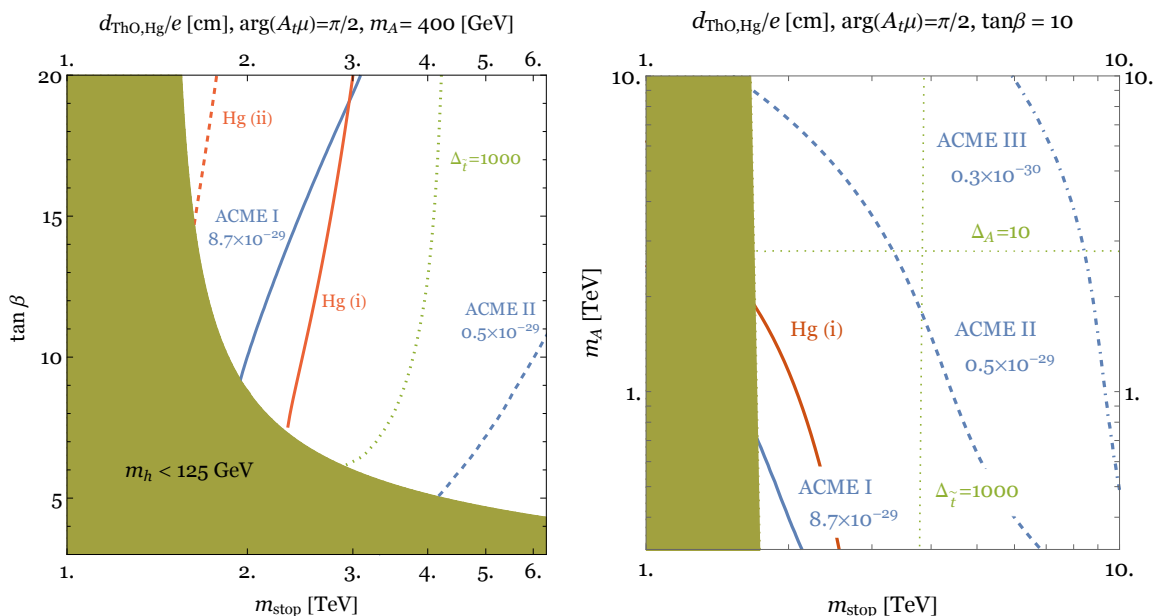 d_ThO,Hg/e [cm], arg(A_tμ)=π/2, m_A= 400 [GeV]
1. 2. 3. 4. 5. 6.
20
15
10
5
tan β
Hg (ii)
Δ_t̃=1000
ACME I
8.7×10⁻²⁹
Hg (i)
ACME II
0.5×10⁻²⁹
m_h < 125 GeV
1. 2. 3. 4. 5. 6.
m_stop [TeV]
d_ThO,Hg/e [cm], arg(A_tμ)=π/2, tanβ = 10
1. 10.
10. 10.
1. 1.
m_A [TeV]
ACME III
0.3×10⁻³⁰
Δ_A=10
Hg (i)
ACME II
0.5×10⁻²⁹
ACME I
8.7×10⁻²⁹
Δ_t̃=1000
1. 10.
m_stop [TeV]